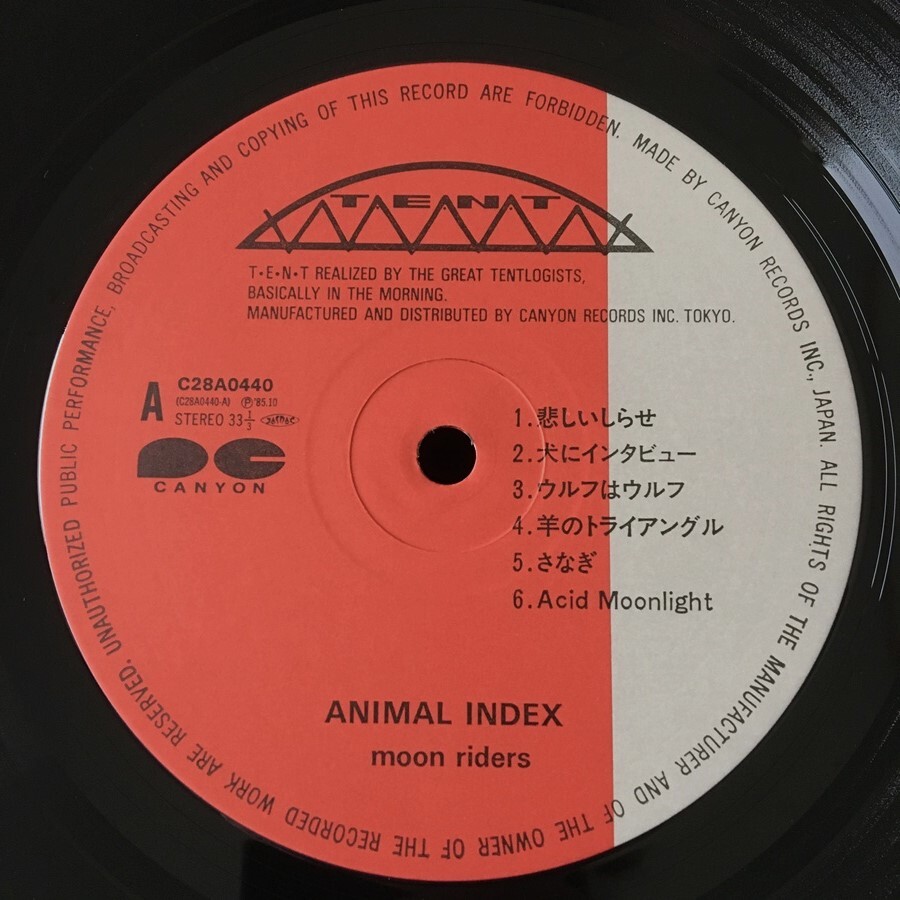 UNAUTHORIZED PUBLIC PERFORMANCE, BROADCASTING AND COPYING OF THIS RECORD ARE FORBIDDEN. MADE BY CANYON RECORDS INC., JAPAN. ALL RIGHTS OF THE MANUFACTURER AND OF THE OWNER OF THE RECORDED WORK ARE RESERVED.
TENT
T•E•N•T REALIZED BY THE GREAT TENTLOGISTS,
BASICALLY IN THE MORNING.
MANUFACTURED AND DISTRIBUTED BY CANYON RECORDS INC. TOKYO.
A
C28A0440
(C28A0440-A) Ⓟ'85.10
STEREO 33 1/3 JASRAC
CANYON
1.悲しいしらせ
2.犬にインタビュー
3.ウルフはウルフ
4.羊のトライアングル
5.さなぎ
6.Acid Moonlight
ANIMAL INDEX
moon riders